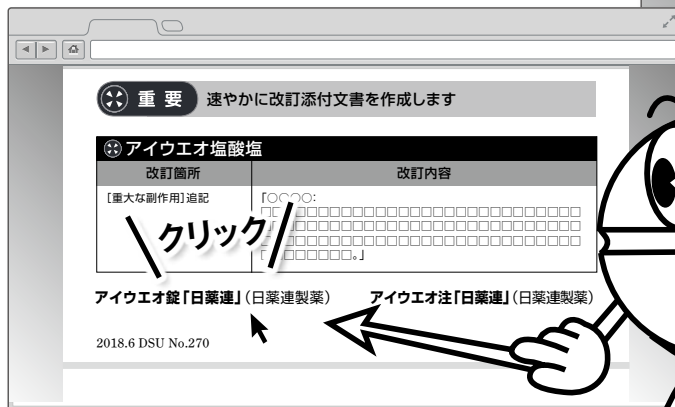 重要 速やかに改訂添付文書を作成します
アイウエオ塩酸塩
改訂箇所 改訂内容
［重大な副作用］追記 「○○○○：
□□□□□□□□□□□□□□□□□□□□□□□□□□□□
□□□□□□□□□□□□□□□□□□□□□□□□□□□□
□□□□□□□□□□□□□□□□□□□□□□□□□□□□
□□□□□□□□。」
クリック
アイウエオ錠「日薬連」（日薬連製薬） アイウエオ注「日薬連」（日薬連製薬）
2018.6 DSU No.270